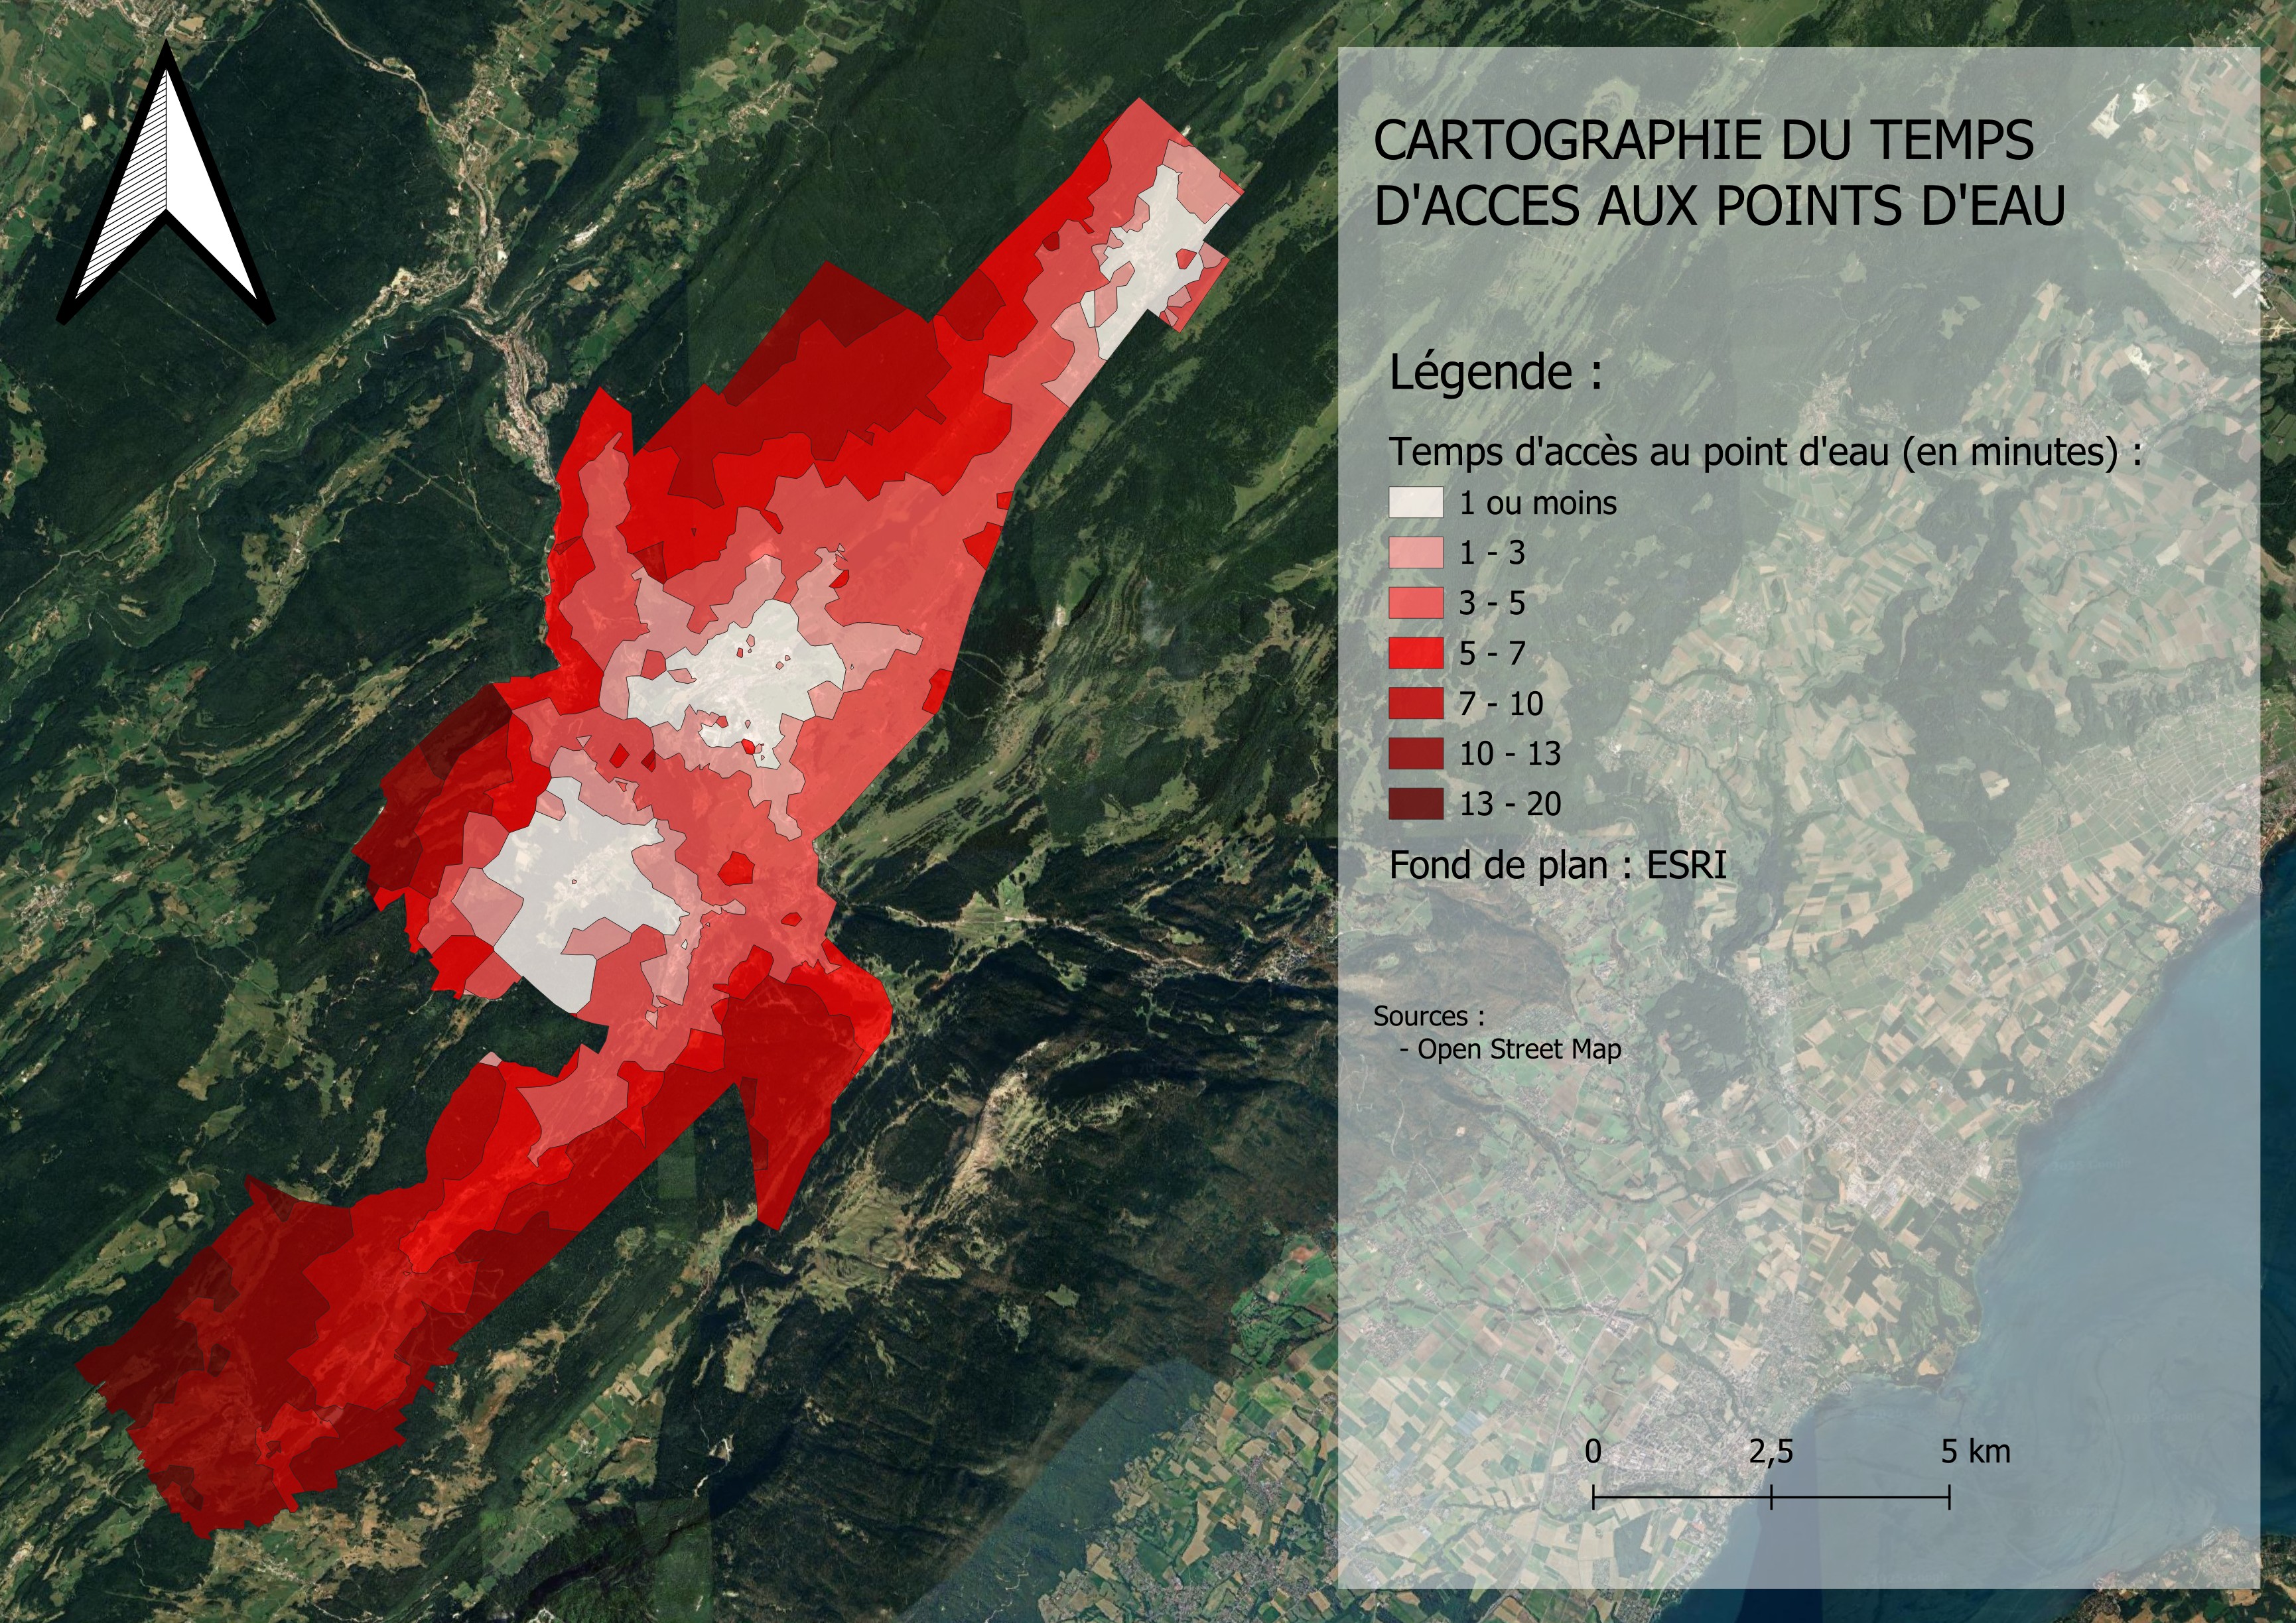 CARTOGRAPHIE DU TEMPS
D'ACCES AUX POINTS D'EAU
Légende :
Temps d'accès au point d'eau (en minutes) :
1 ou moins
1 - 3
3 - 5
5 - 7
7 - 10
10 - 13
13 - 20
Fond de plan : ESRI
Sources :
- Open Street Map
0 2,5 5 km